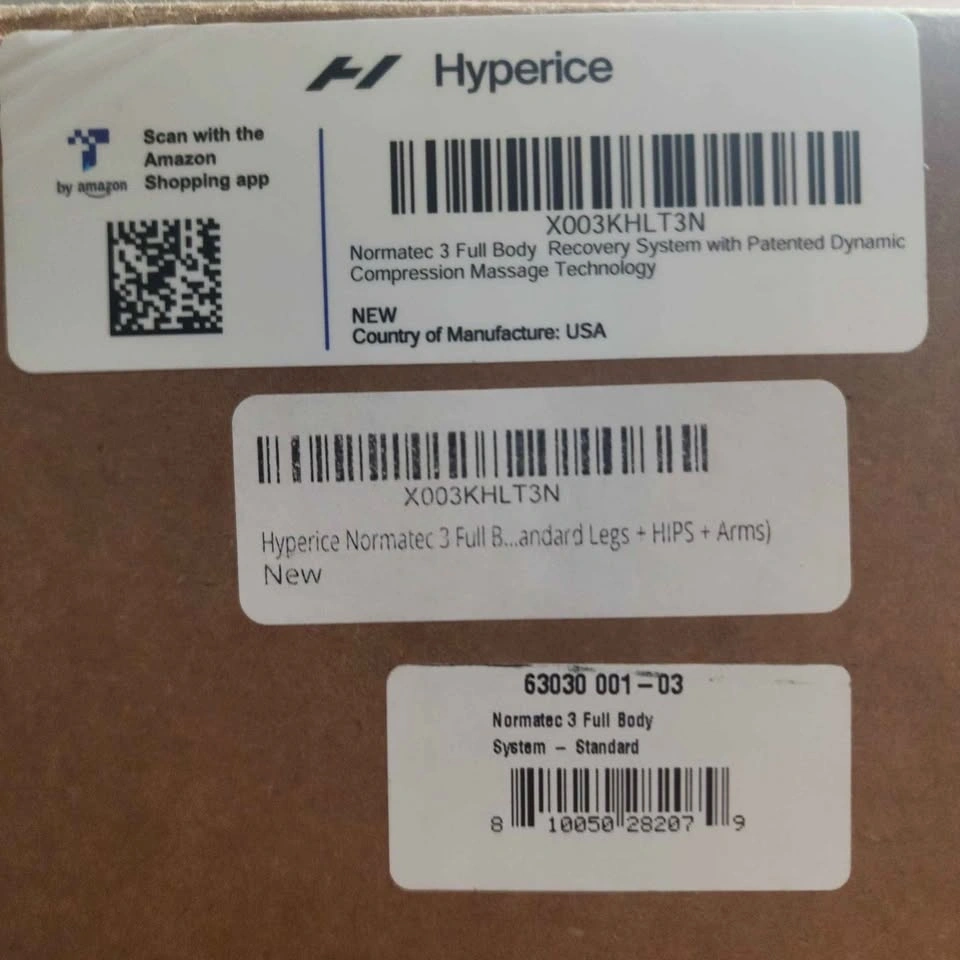 Hyperice
Scan with the
Amazon
Shopping app
by amazon
X003KHLT3N
Normatec 3 Full Body Recovery System with Patented Dynamic
Compression Massage Technology
NEW
Country of Manufacture: USA
X003KHLT3N
Hyperice Normatec 3 Full B...andard Legs + HIPS + Arms)
New
63030 001-03
Normatec 3 Full Body
System - Standard
8 10050 28207 9